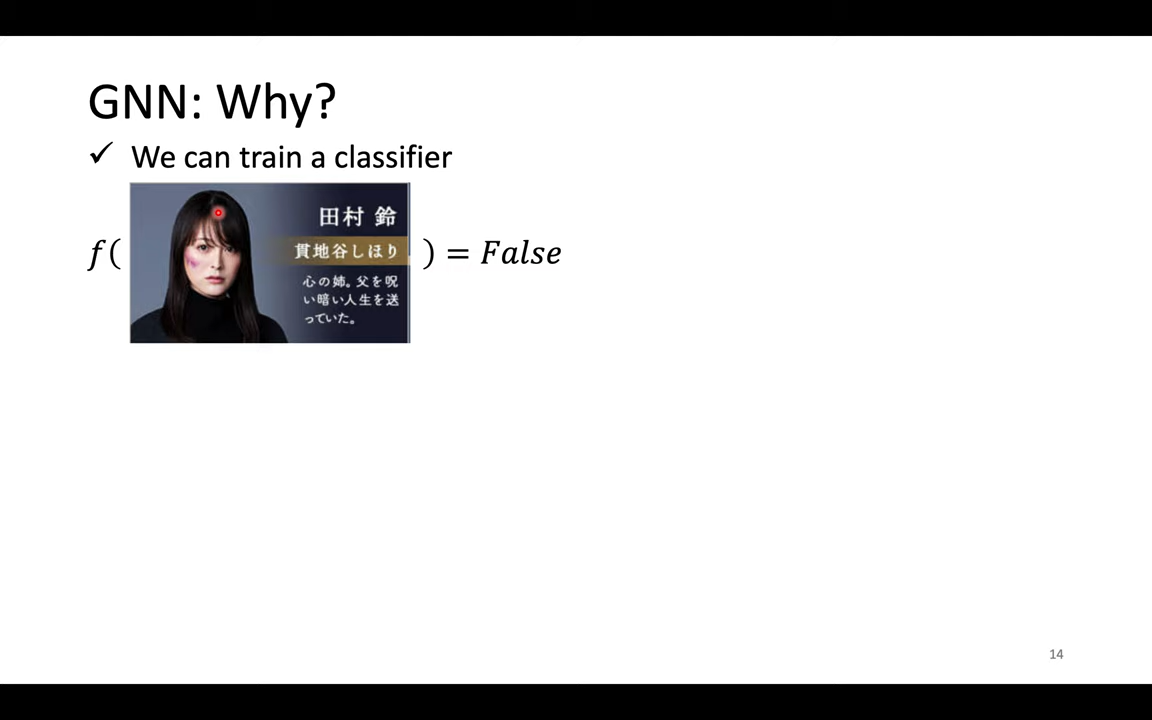 GNN: Why?
✓ We can train a classifier
f( ) = False
田村 鈴
貫地谷しほり
心の姉。父を呪
い暗い人生を送
っていた。
14